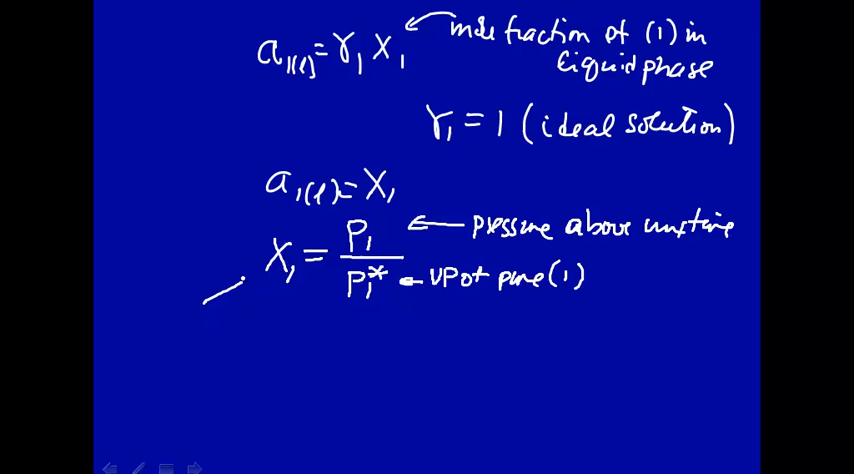 a₁₍ₗ₎ = γ₁ X₁ ← mole fraction of (1) in
liquid phase
γ₁ = 1 (ideal solution)
a₁₍ₗ₎ = X₁
X₁ = P₁ / P₁*
← pressure above mixture
← VP of pure (1)